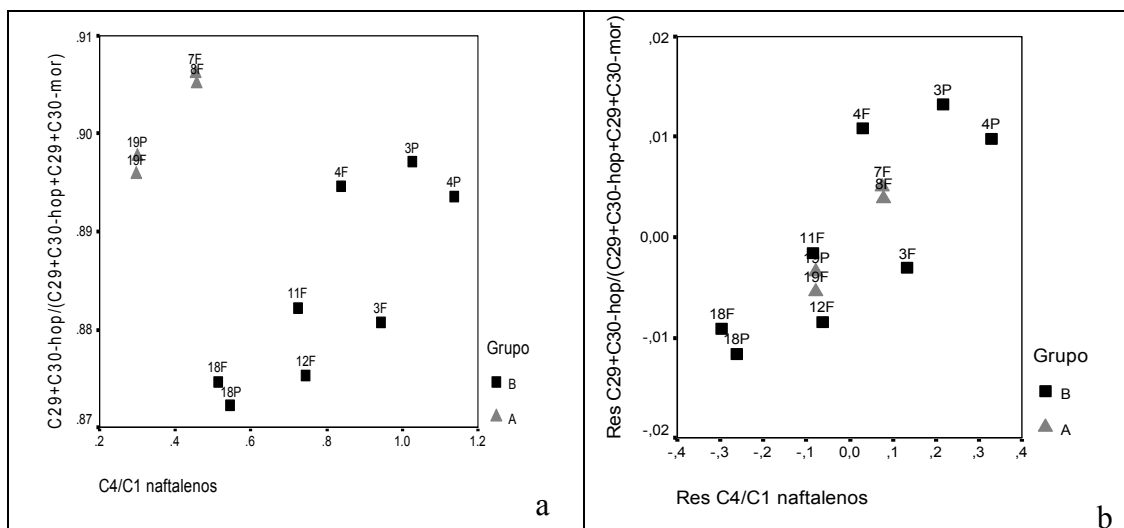 C29+C30-hop/(C29+C30-hop+C29+C30-mor)
.91
.90
.89
.88
.87
.2
.4
.6
.8
1.0
1.2
7F
8F
19P
19F
3P
4F
4P
11F
3F
12F
18F
18P
Grupo
B
A
C4/C1 naftalenos
a
Res C29+C30-hop/(C29+C30-hop+C29+C30-mor)
,02
,01
0,00
-,01
-,02
-,4
-,3
-,2
-,1
0,0
,1
,2
,3
,4
3P
4F
4P
7F
8F
11F
19P
3F
19F
12F
18F
18P
Grupo
B
A
Res C4/C1 naftalenos
b